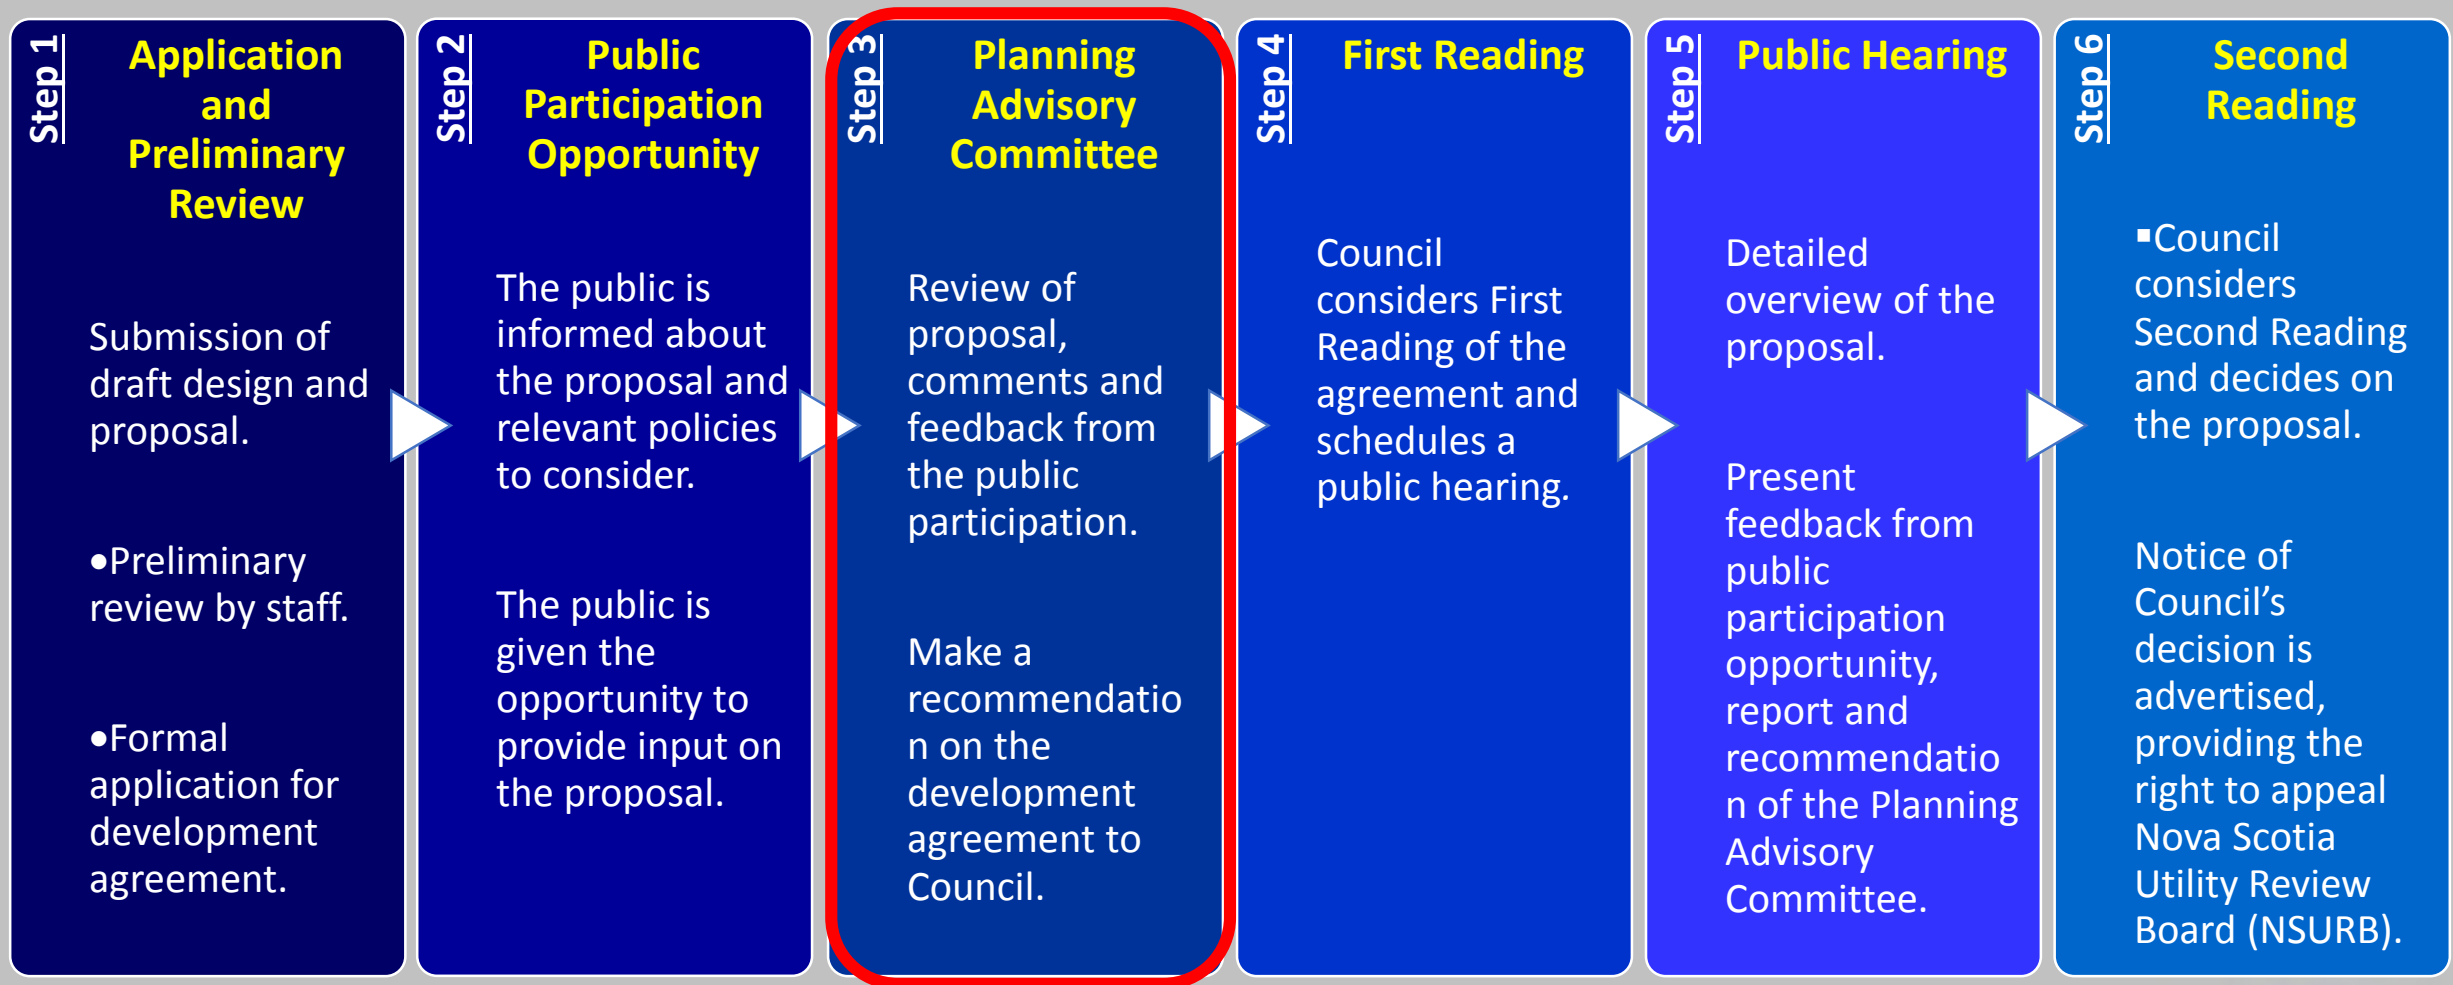 Step 1
Application
and
Preliminary
Review
Submission of
draft design and
proposal.
•Preliminary
review by staff.
•Formal
application for
development
agreement.
Step 2
Public
Participation
Opportunity
The public is
informed about
the proposal and
relevant policies
to consider.
The public is
given the
opportunity to
provide input on
the proposal.
Step 3
Planning
Advisory
Committee
Review of
proposal,
comments and
feedback from
the public
participation.
Make a
recommendatio
n on the
development
agreement to
Council.
Step 4
First Reading
Council
considers First
Reading of the
agreement and
schedules a
public hearing.
Step 5
Public Hearing
Detailed
overview of the
proposal.
Present
feedback from
public
participation
opportunity,
report and
recommendatio
n of the Planning
Advisory
Committee.
Step 6
Second
Reading
▪Council
considers
Second Reading
and decides on
the proposal.
Notice of
Council’s
decision is
advertised,
providing the
right to appeal
Nova Scotia
Utility Review
Board (NSURB).